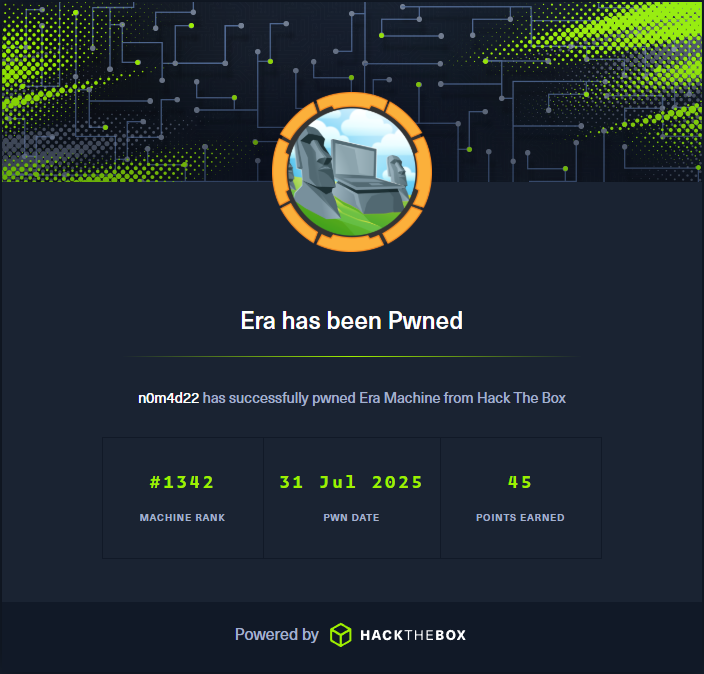 Era has been Pwned
n0m4d22 has successfully pwned Era Machine from Hack The Box
#1342
MACHINE RANK
31 Jul 2025
PWN DATE
45
POINTS EARNED
Powered by HACKTHEBOX